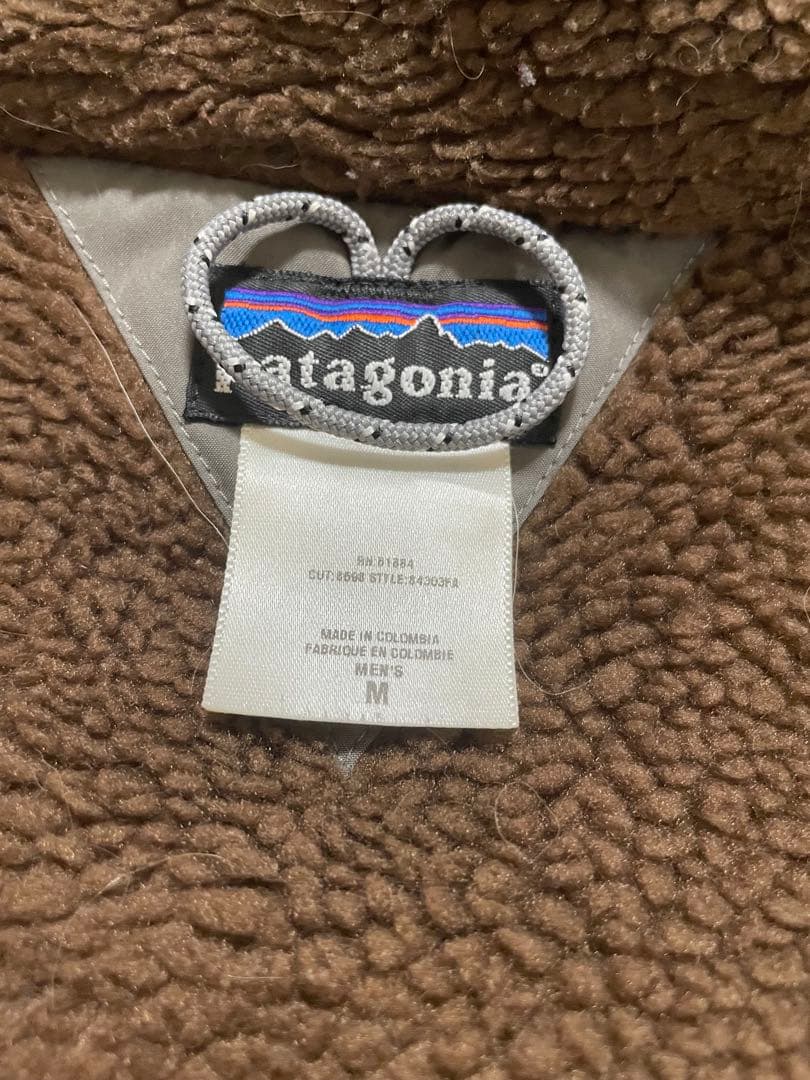 patagonia®
RN:51884
CUT:8698 STYLE:84303FA
MADE IN COLOMBIA
FABRIQUE EN COLOMBIE
MEN'S
M